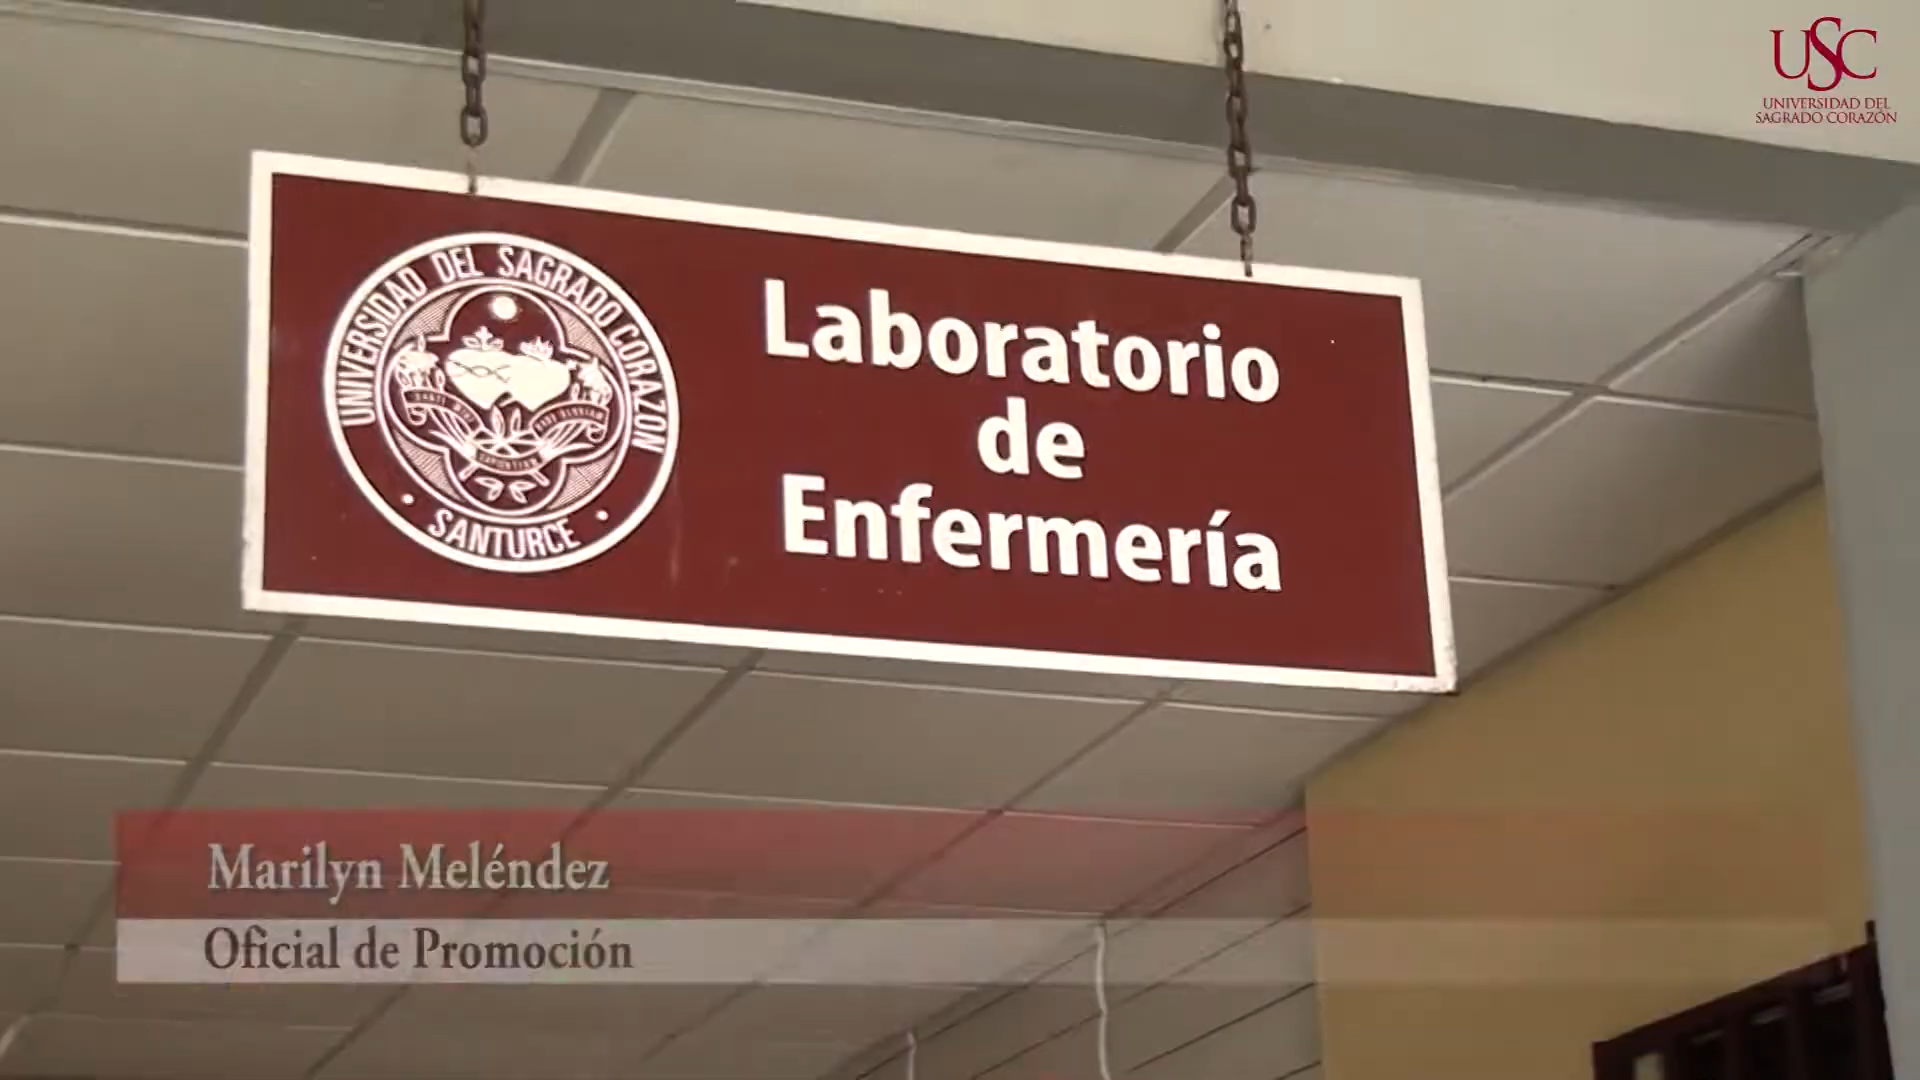 USC
UNIVERSIDAD DEL
SAGRADO CORAZÓN
UNIVERSIDAD DEL SAGRADO CORAZON
SANTURCE
Laboratorio
de
Enfermería
Marilyn Meléndez
Oficial de Promoción